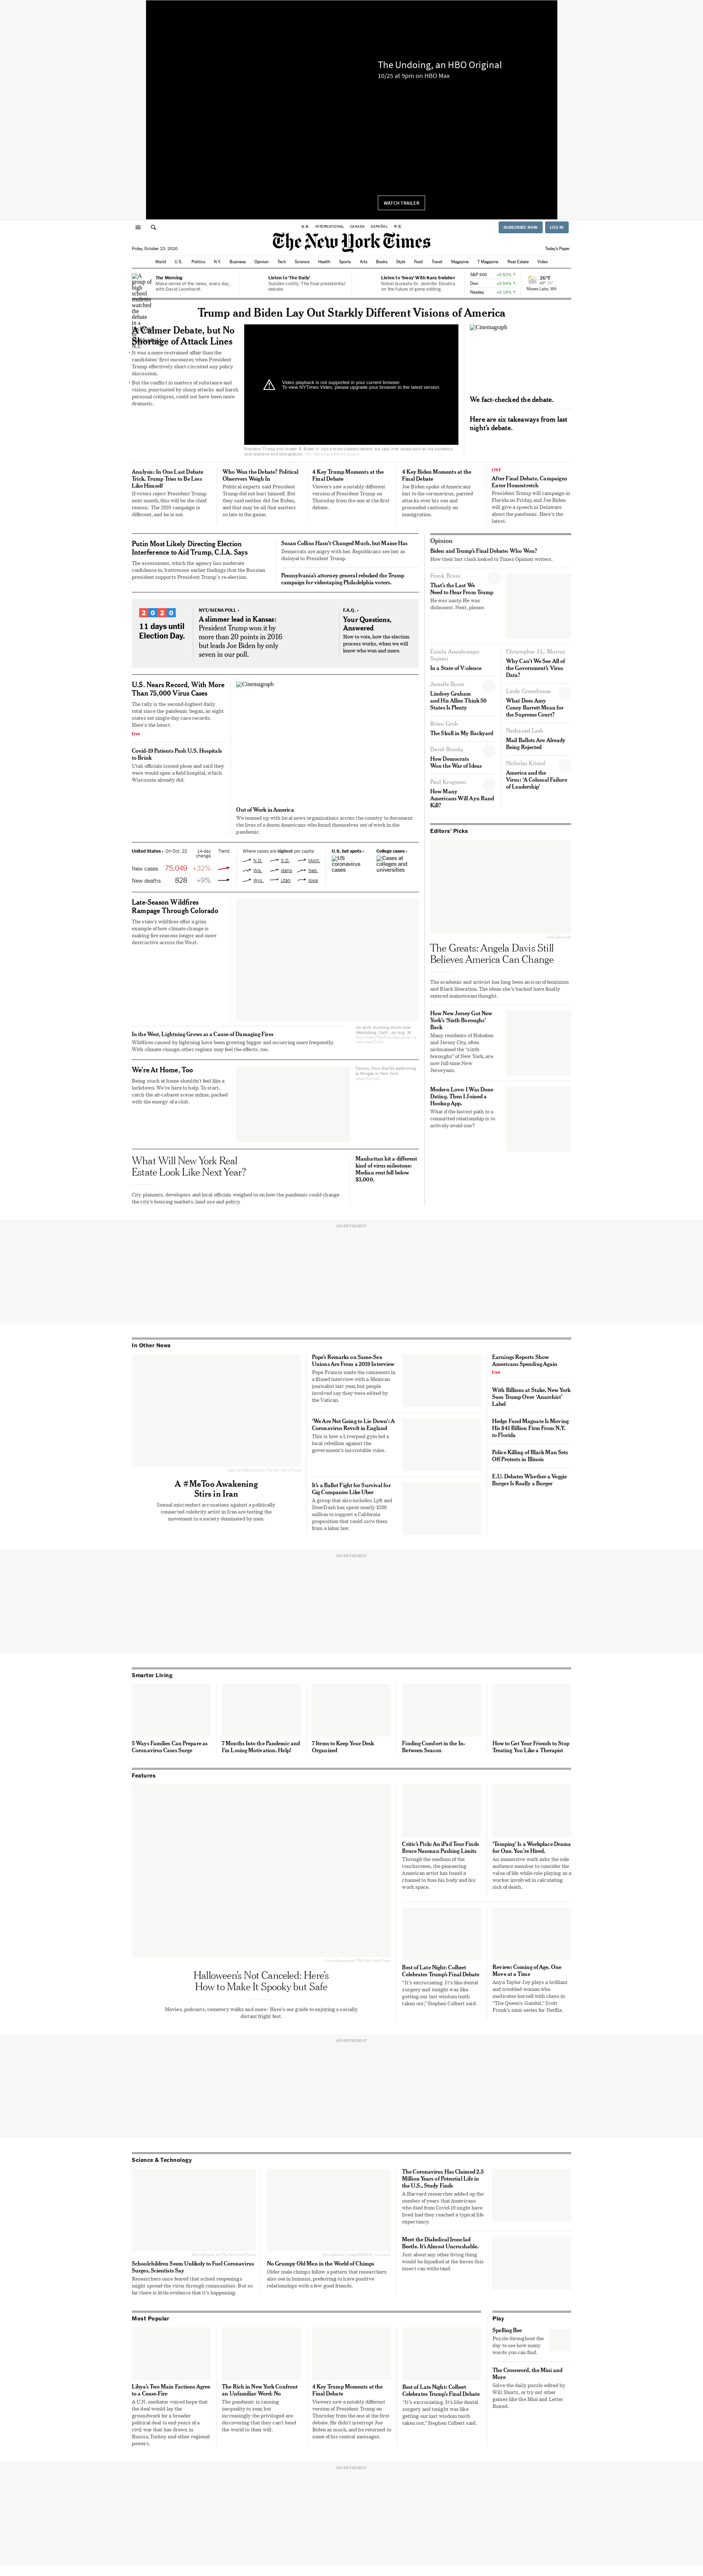 The Undoing, an HBO Original
10/25 at 9pm on HBO Max
WATCH TRAILER
INTERNATIONAL CANADA ESPAÑOL 中文
SUBSCRIBE NOW LOG IN
The New York Times
Friday, October 23, 2020
Today's Paper
World U.S. Politics N.Y. Business Opinion Tech Science Health Sports Arts Books Style Food Travel Magazine T Magazine Real Estate Video
The Morning
Make sense of the news, every day, with David Leonhardt.
Listen to 'The Daily'
Sudden civility: The final presidential debate.
Listen to 'Sway' With Kara Swisher
Nobel laureate Dr. Jennifer Doudna on the future of gene editing.
S&P 500
Dow
Nasdaq
Moses Lake, WA
Trump and Biden Lay Out Starkly Different Visions of America
A Calmer Debate, but No
Shortage of Attack Lines
It was a more restrained affair than the
candidates' first encounter, when President
Trump effectively short-circuited any policy
discussion.
But the conflict in matters of substance and
vision, punctuated by sharp attacks and harsh
personal critiques, could not have been more
dramatic.
Video playback is not supported in your current browser.
To view NYTimes Video, please upgrade your browser to the latest version.
Cinemagraph
We fact-checked the debate.
Here are six takeaways from last
night's debate.
Analysis: In One Last Debate
Trick, Trump Tries to Be Less
Like Himself
If voters reject President Trump
next month, this will be the chief
reason: The 2020 campaign is
different, and he is not.
Who Won the Debate? Political
Observers Weigh In
Political experts said President
Trump did not hurt himself. But
they said neither did Joe Biden,
and that may be all that matters
so late in the game.
4 Key Trump Moments at the
Final Debate
Viewers saw a notably different
version of President Trump on
Thursday from the one at the first
debate.
4 Key Biden Moments at the
Final Debate
Joe Biden spoke of Americans
lost to the coronavirus, parried
attacks over his son and
proceeded cautiously on
immigration.
LIVE
After Final Debate, Campaigns
Enter Homestretch
President Trump will campaign in
Florida on Friday, and Joe Biden
will give a speech in Delaware
about the pandemic. Here's the
latest.
Putin Most Likely Directing Election
Interference to Aid Trump, C.I.A. Says
The assessment, which the agency has moderate
confidence in, buttresses earlier findings that the Russian
president supports President Trump's re-election.
Susan Collins Hasn't Changed Much, but Maine Has
Democrats are angry with her. Republicans see her as
disloyal to President Trump.
Pennsylvania's attorney general rebuked the Trump
campaign for videotaping Philadelphia voters.
2020
11 days until
Election Day.
NYT/SIENA POLL ›
A slimmer lead in Kansas:
President Trump won it by
more than 20 points in 2016
but leads Joe Biden by only
seven in our poll.
F.A.Q. ›
Your Questions,
Answered
How to vote, how the election
process works, when we will
know who won and more.
U.S. Nears Record, With More
Than 75,000 Virus Cases
The tally is the second-highest daily
total since the pandemic began, as eight
states set single-day case records.
Here's the latest.
Live
Covid-19 Patients Push U.S. Hospitals
to Brink
Utah officials issued pleas and said they
were would open a field hospital, which
Wisconsin already did.
Cinemagraph
Out of Work in America
We teamed up with local news organizations across the country to document
the lives of a dozen Americans who found themselves out of work in the
pandemic.
United States › On Oct. 22 14-day change Trend
New cases 75,049 +32%
New deaths 828 +9%
Where cases are highest per capita
N.D. S.D. Mont.
Wis. Idaho Neb.
Wyo. Utah Iowa
U.S. hot spots ›
US coronavirus cases
College cases ›
Cases at colleges and universities
Late-Season Wildfires
Rampage Through Colorado
The state's wildfires offer a grim
example of how climate change is
making fire seasons longer and more
destructive across the West.
In the West, Lightning Grows as a Cause of Damaging Fires
Wildfires caused by lightning have been growing bigger and occurring more frequently.
With climate change, other regions may feel the effects, too.
We're At Home, Too
Being stuck at home shouldn't feel like a
lockdown. We're here to help. To start,
catch the alt-cabaret scene online, packed
with the energy of a club.
What Will New York Real
Estate Look Like Next Year?
City planners, developers and local officials weighed in on how the pandemic could change
the city's housing markets, land use and policy.
Manhattan hit a different
kind of virus milestone:
Median rent fell below
$3,000.
Opinion
Biden and Trump's Final Debate: Who Won?
How their last clash looked to Times Opinion writers.
Frank Bruni
That's the Last We
Need to Hear From Trump
He was nasty. He was
dishonest. Next, please.
In a State of Violence
Jamelle Bouie
Lindsey Graham
and His Allies Think 50
States Is Plenty
Brian Groh
The Skull in My Backyard
David Brooks
How Democrats
Won the War of Ideas
Paul Krugman
How Many
Americans Will Ayn Rand
Kill?
Christopher J.L. Murray
Why Can't We See All of
the Government's Virus
Data?
Linda Greenhouse
What Does Amy
Coney Barrett Mean for
the Supreme Court?
Nathaniel Lash
Mail Ballots Are Already
Being Rejected
Nicholas Kristof
America and the
Virus: 'A Colossal Failure
of Leadership'
Editors' Picks
The Greats: Angela Davis Still
Believes America Can Change
The academic and activist has long been an icon of feminism
and Black liberation. The ideas she's backed have finally
entered mainstream thought.
How New Jersey Got New
York's 'Sixth Boroughs'
Back
Many residents of Hoboken
and Jersey City, often
nicknamed the "sixth
boroughs" of New York, are
now full-time New
Jerseyans.
Modern Love: I Was Done
Dating. Then I Joined a
Hookup App.
What if the fastest path to a
committed relationship is to
actively avoid one?
ADVERTISEMENT
In Other News
A #MeToo Awakening
Stirs in Iran
Sexual misconduct accusations against a politically
connected celebrity artist in Iran are testing the
movement in a society dominated by men.
Pope's Remarks on Same-Sex
Unions Are From a 2019 Interview
Pope Francis made the comments in
a filmed interview with a Mexican
journalist last year, but people
involved say they were edited by
the Vatican.
'We Are Not Going to Lie Down': A
Coronavirus Revolt in England
This is how a Liverpool gym led a
local rebellion against the
government's inscrutable rules.
It's a Ballot Fight for Survival for
Gig Companies Like Uber
A group that also includes Lyft and
DoorDash has spent nearly $200
million to support a California
proposition that could save them
from a labor law.
Earnings Reports Show
Americans Spending Again
Live
With Billions at Stake, New York
Sues Trump Over 'Anarchist'
Label
Hedge Fund Magnate Is Moving
His $41 Billion Firm From N.Y.
to Florida
Police Killing of Black Man Sets
Off Protests in Illinois
E.U. Debates Whether a Veggie
Burger Is Really a Burger
ADVERTISEMENT
Smarter Living
5 Ways Families Can Prepare as
Coronavirus Cases Surge
7 Months Into the Pandemic and
I'm Losing Motivation. Help!
7 Items to Keep Your Desk
Organized
Finding Comfort in the In-
Between Season
How to Get Your Friends to Stop
Treating You Like a Therapist
Features
Halloween's Not Canceled: Here's
How to Make It Spooky but Safe
Movies, podcasts, cemetery walks and more: Here's our guide to enjoying a socially
distant fright fest.
Critic's Pick: An iPad Tour Finds
Bruce Nauman Pushing Limits
Through the medium of the
touchscreen, the pioneering
American artist has found a
channel to fuse his body and his
work space.
'Temping' Is a Workplace Drama
for One. You're Hired.
An immersive work asks the sole
audience member to consider the
value of life while role-playing as a
worker involved in calculating
risk of death.
Best of Late Night: Colbert
Celebrates Trump's Final Debate
"It's excruciating. It's like dental
surgery and tonight was like
getting our last wisdom tooth
taken out," Stephen Colbert said.
Review: Coming of Age, One
Move at a Time
Anya Taylor-Joy plays a brilliant
and troubled woman who
medicates herself with chess in
"The Queen's Gambit," Scott
Frank's mini-series for Netflix.
ADVERTISEMENT
Science & Technology
Schoolchildren Seem Unlikely to Fuel Coronavirus
Surges, Scientists Say
Researchers once feared that school reopenings
might spread the virus through communities. But so
far there is little evidence that it's happening.
No Grumpy Old Men in the World of Chimps
Older male chimps follow a pattern that researchers
also see in humans, preferring to have positive
relationships with a few good friends.
The Coronavirus Has Claimed 2.5
Million Years of Potential Life in
the U.S., Study Finds
A Harvard researcher added up the
number of years that Americans
who died from Covid-19 might have
lived had they reached a typical life
expectancy.
Meet the Diabolical Ironclad
Beetle. It's Almost Uncrushable.
Just about any other living thing
would be liquified at the forces this
insect can withstand.
Most Popular
Libya's Two Main Factions Agree
to a Cease-Fire
A U.N. mediator voiced hope that
the deal would lay the
groundwork for a broader
political deal to end years of a
civil war that has drawn in
Russia, Turkey and other regional
powers.
The Rich in New York Confront
an Unfamiliar Word: No
The pandemic is causing
inequality to soar, but
increasingly the privileged are
discovering that they can't bend
the world to their will.
4 Key Trump Moments at the
Final Debate
Viewers saw a notably different
version of President Trump on
Thursday from the one at the first
debate. He didn't interrupt Joe
Biden as much, and he returned to
some of his central messages.
Best of Late Night: Colbert
Celebrates Trump's Final Debate
"It's excruciating. It's like dental
surgery and tonight was like
getting our last wisdom tooth
taken out," Stephen Colbert said.
Play
Spelling Bee
Puzzle throughout the
day to see how many
words you can find.
The Crossword, the Mini and
More
Solve the daily puzzle edited by
Will Shortz, or try out other
games like the Mini and Letter
Boxed.
ADVERTISEMENT